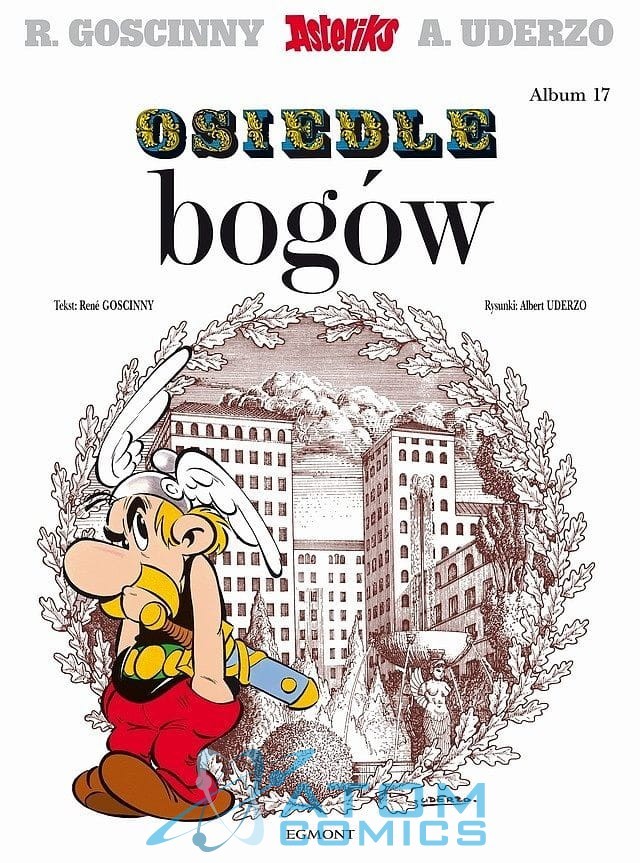 R. GOSCINNY Asteriks A. UDERZO
Album 17
OSIEDLE
bogów
Tekst: René GOSCINNY
Rysunki: Albert UDERZO
UDERZO.
ATOM
COMICS
EGMONT